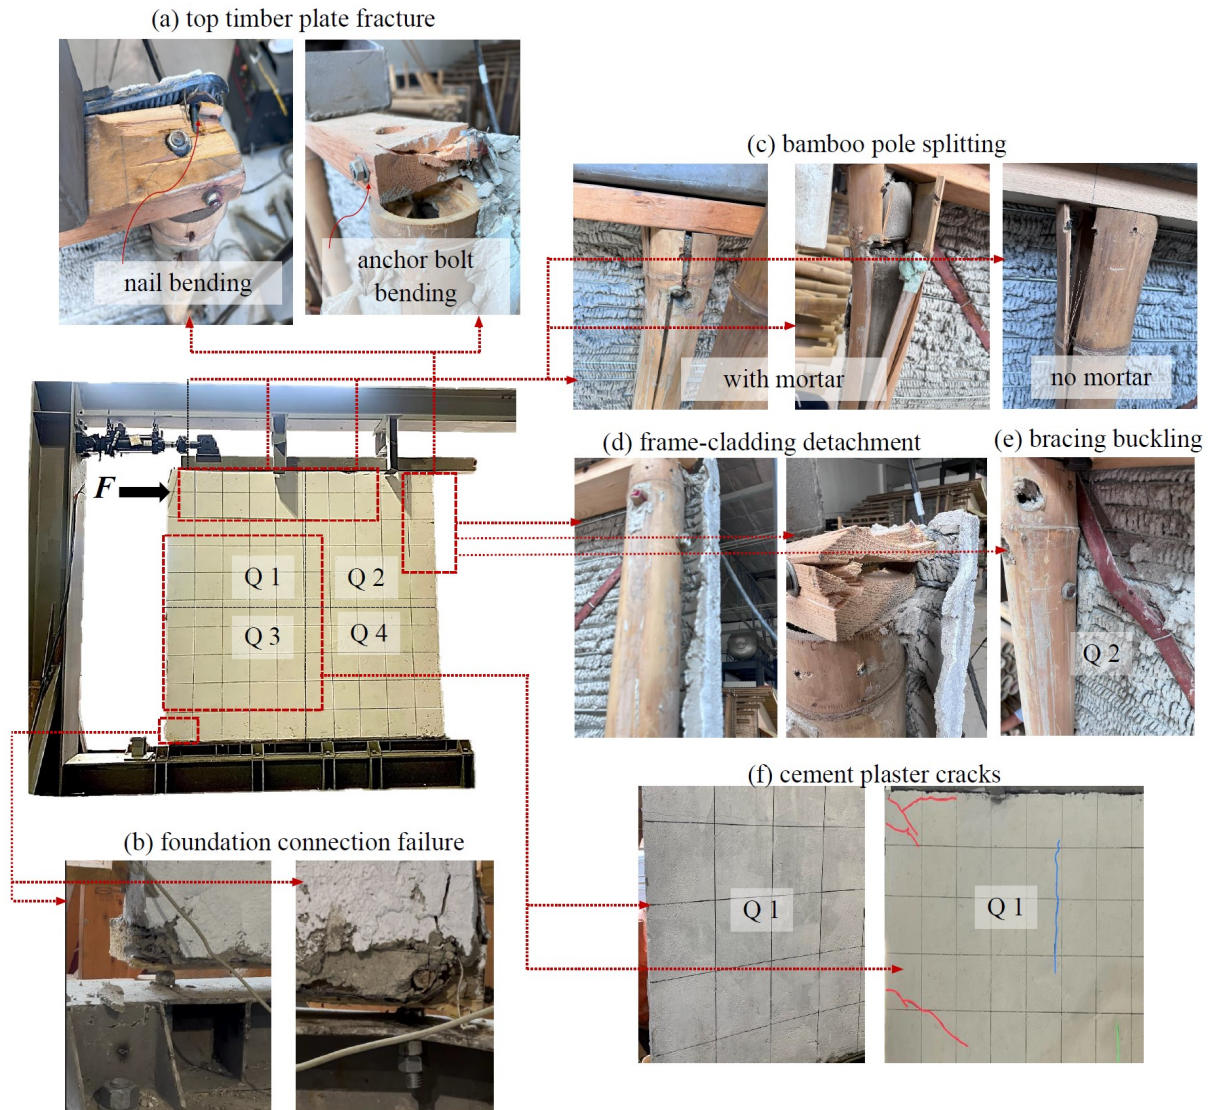 (a) top timber plate fracture
nail bending
anchor bolt
bending
(c) bamboo pole splitting
with mortar
no mortar
F
Q 1
Q 2
Q 3
Q 4
(d) frame-cladding detachment
(e) bracing buckling
Q 2
(b) foundation connection failure
(f) cement plaster cracks
Q 1
Q 1